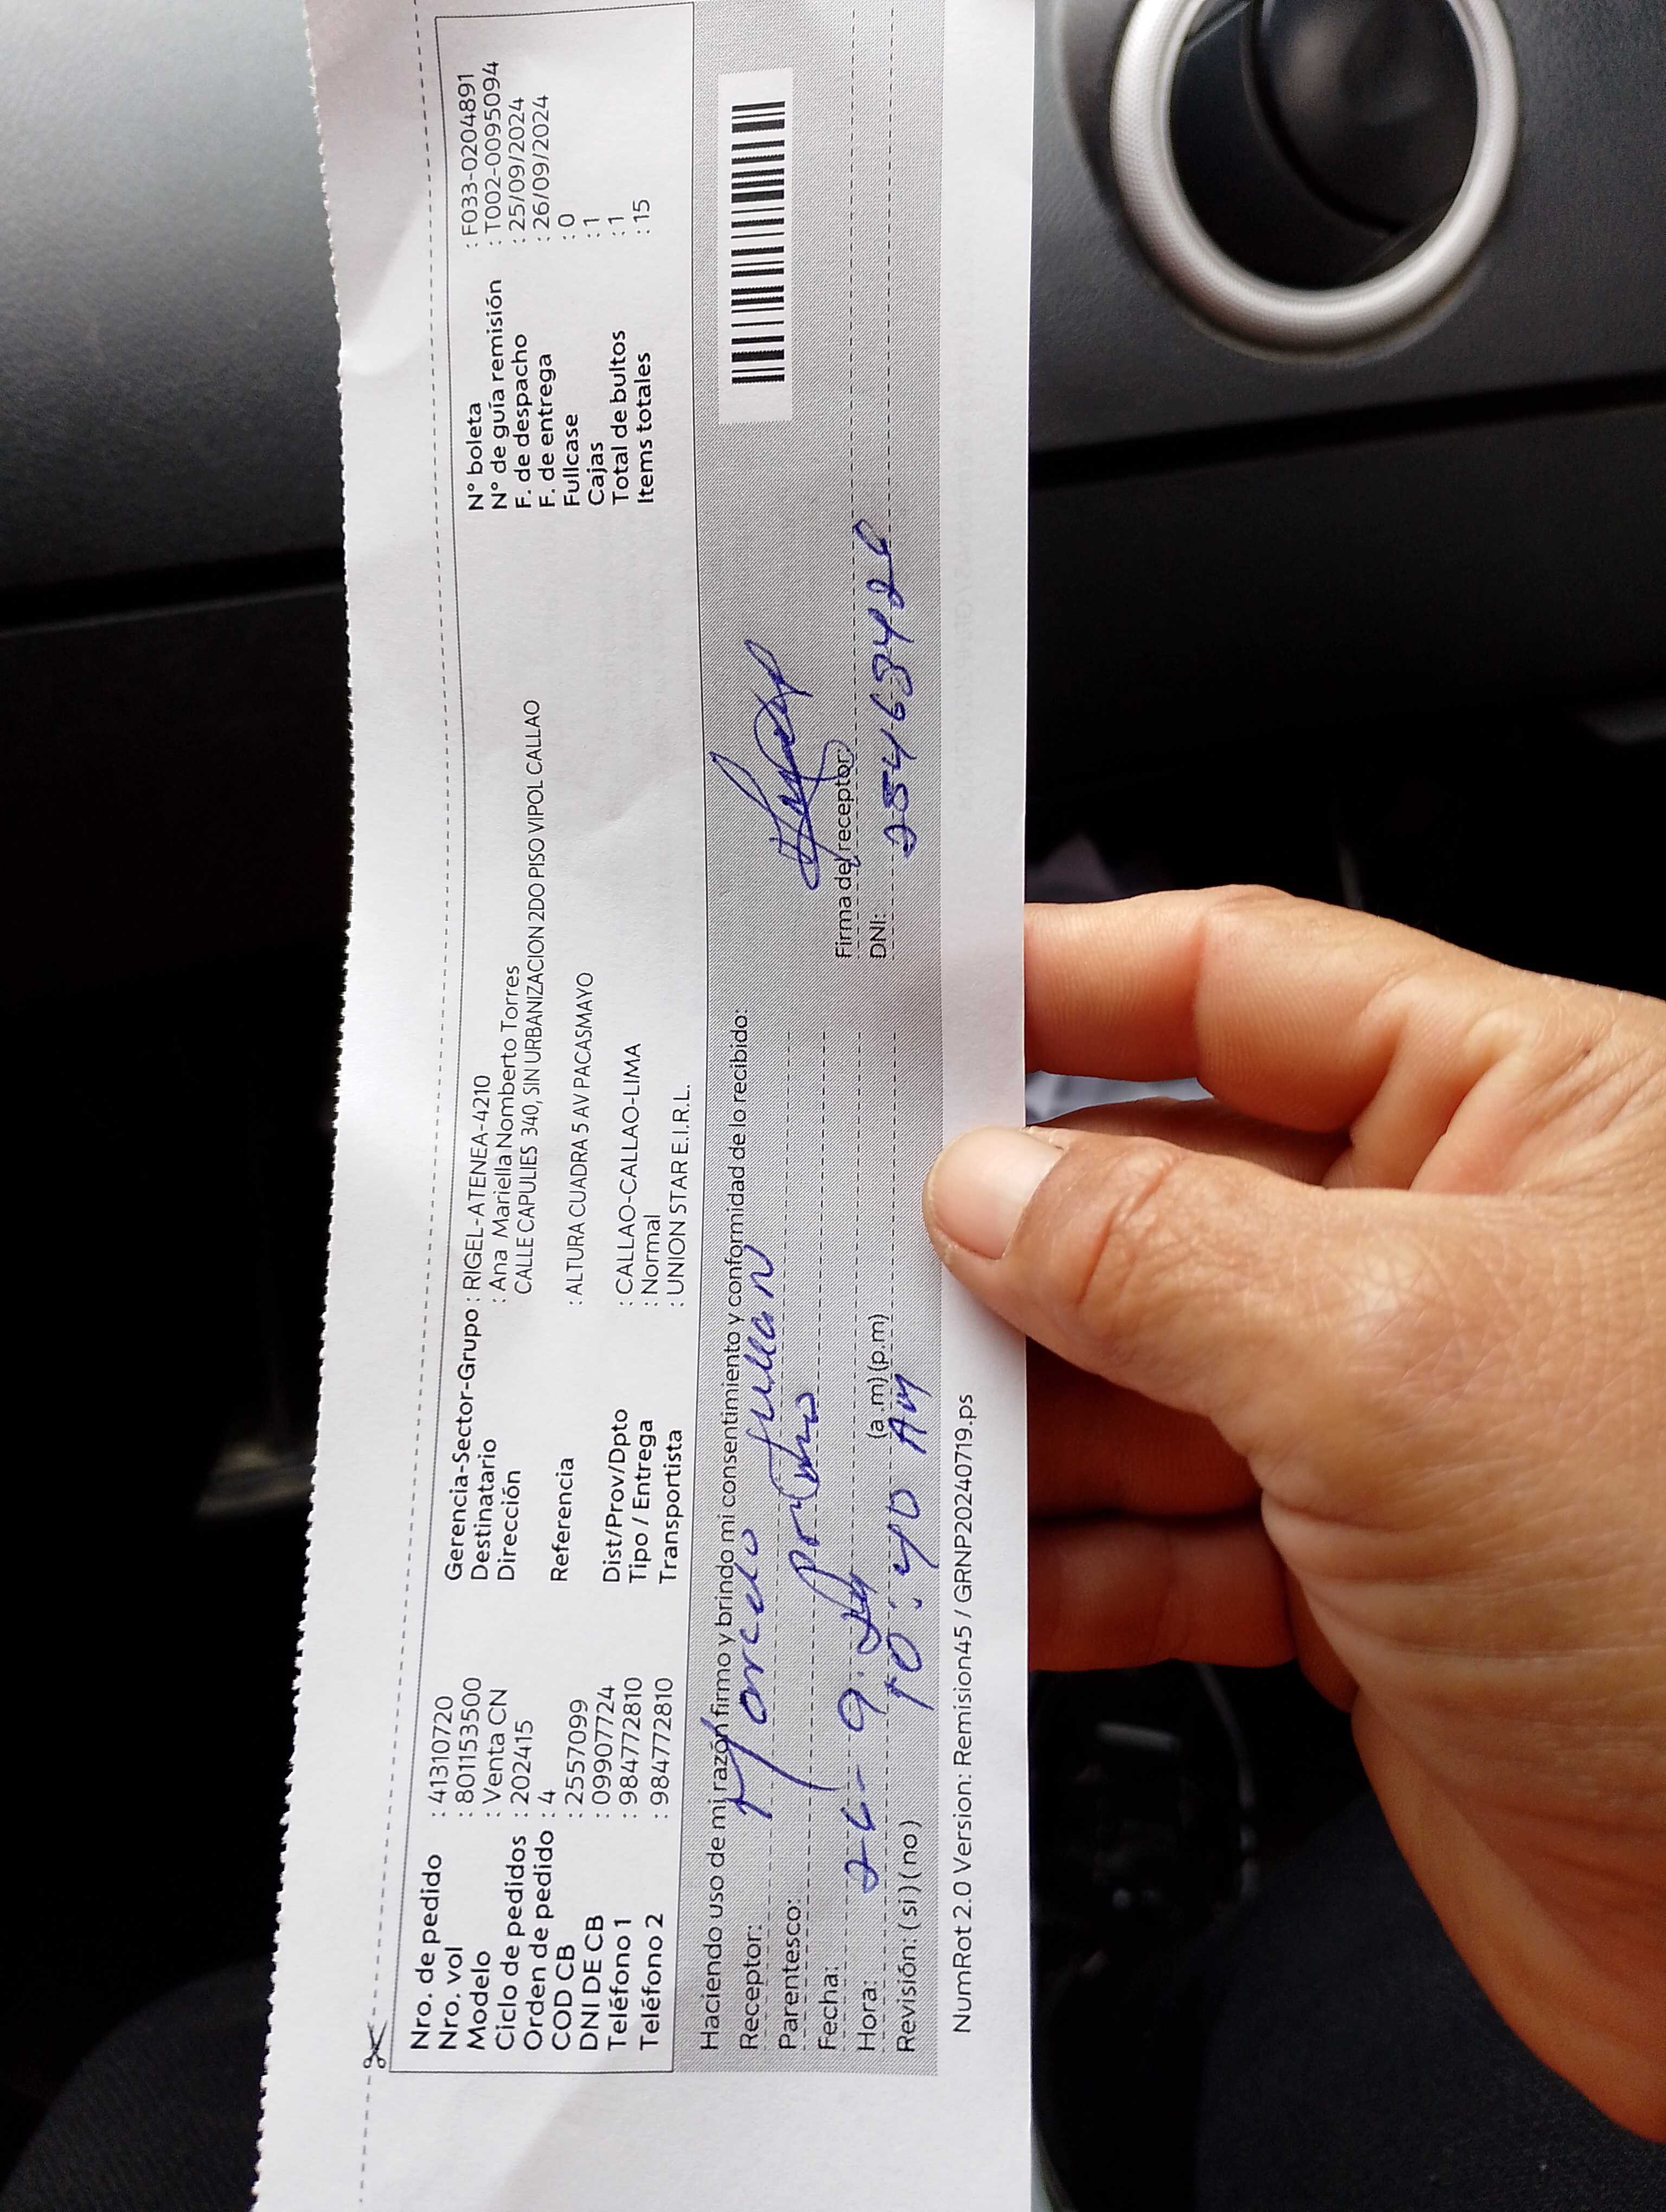 Nro. de pedido : 41310720
Nro. vol : 801153500
Modelo : Venta CN
Ciclo de pedidos : 202415
Orden de pedido : 4
COD CB : 2557099
DNI DE CB : 09907724
Teléfono 1 : 984772810
Teléfono 2 : 984772810
Gerencia-Sector-Grupo : RIGEL-ATENEA-4210
Destinatario : Ana Mariella Nomberto Torres
Dirección CALLE CAPULIES 340, SIN URBANIZACION 2DO PISO VIPOL CALLAO
Referencia : ALTURA CUADRA 5 AV PACASMAYO
Dist/Prov/Dpto : CALLAO-CALLAO-LIMA
Tipo / Entrega : Normal
Transportista : UNION STAR E.I.R.L.
N° boleta : F033-0204891
N° de guía remisión : T002-0095094
F. de despacho : 25/09/2024
F. de entrega : 26/09/2024
Fullcase : 0
Cajas : 1
Total de bultos : 1
Items totales : 15
Haciendo uso de mi razón firmo y brindo mi consentimiento y conformidad de lo recibido:
Receptor:
Parentesco:
Fecha: 26-9-24
Hora: 10:40 AM (a.m) (p.m)
Revisión: (si) (no)
Firma del receptor:
DNI:
NumRot 2.0 Version: Remision45 / GRNP20240719.ps